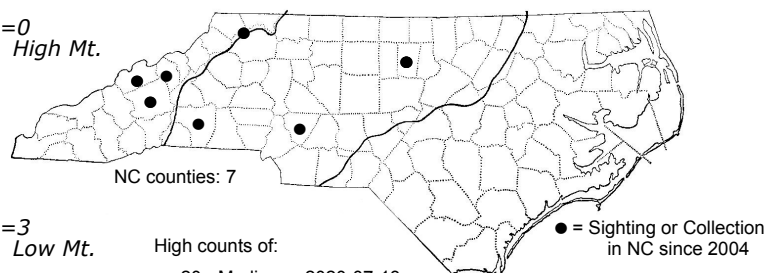 =0
High Mt.
NC counties: 7
=3
Low Mt.
High counts of:
● = Sighting or Collection
in NC since 2004